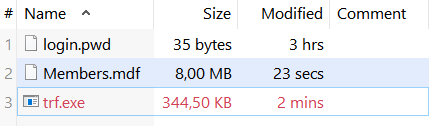 # Name Size Modified Comment
1 login.pwd 35 bytes 3 hrs
2 Members.mdf 8,00 MB 23 secs
3 trf.exe 344,50 KB 2 mins